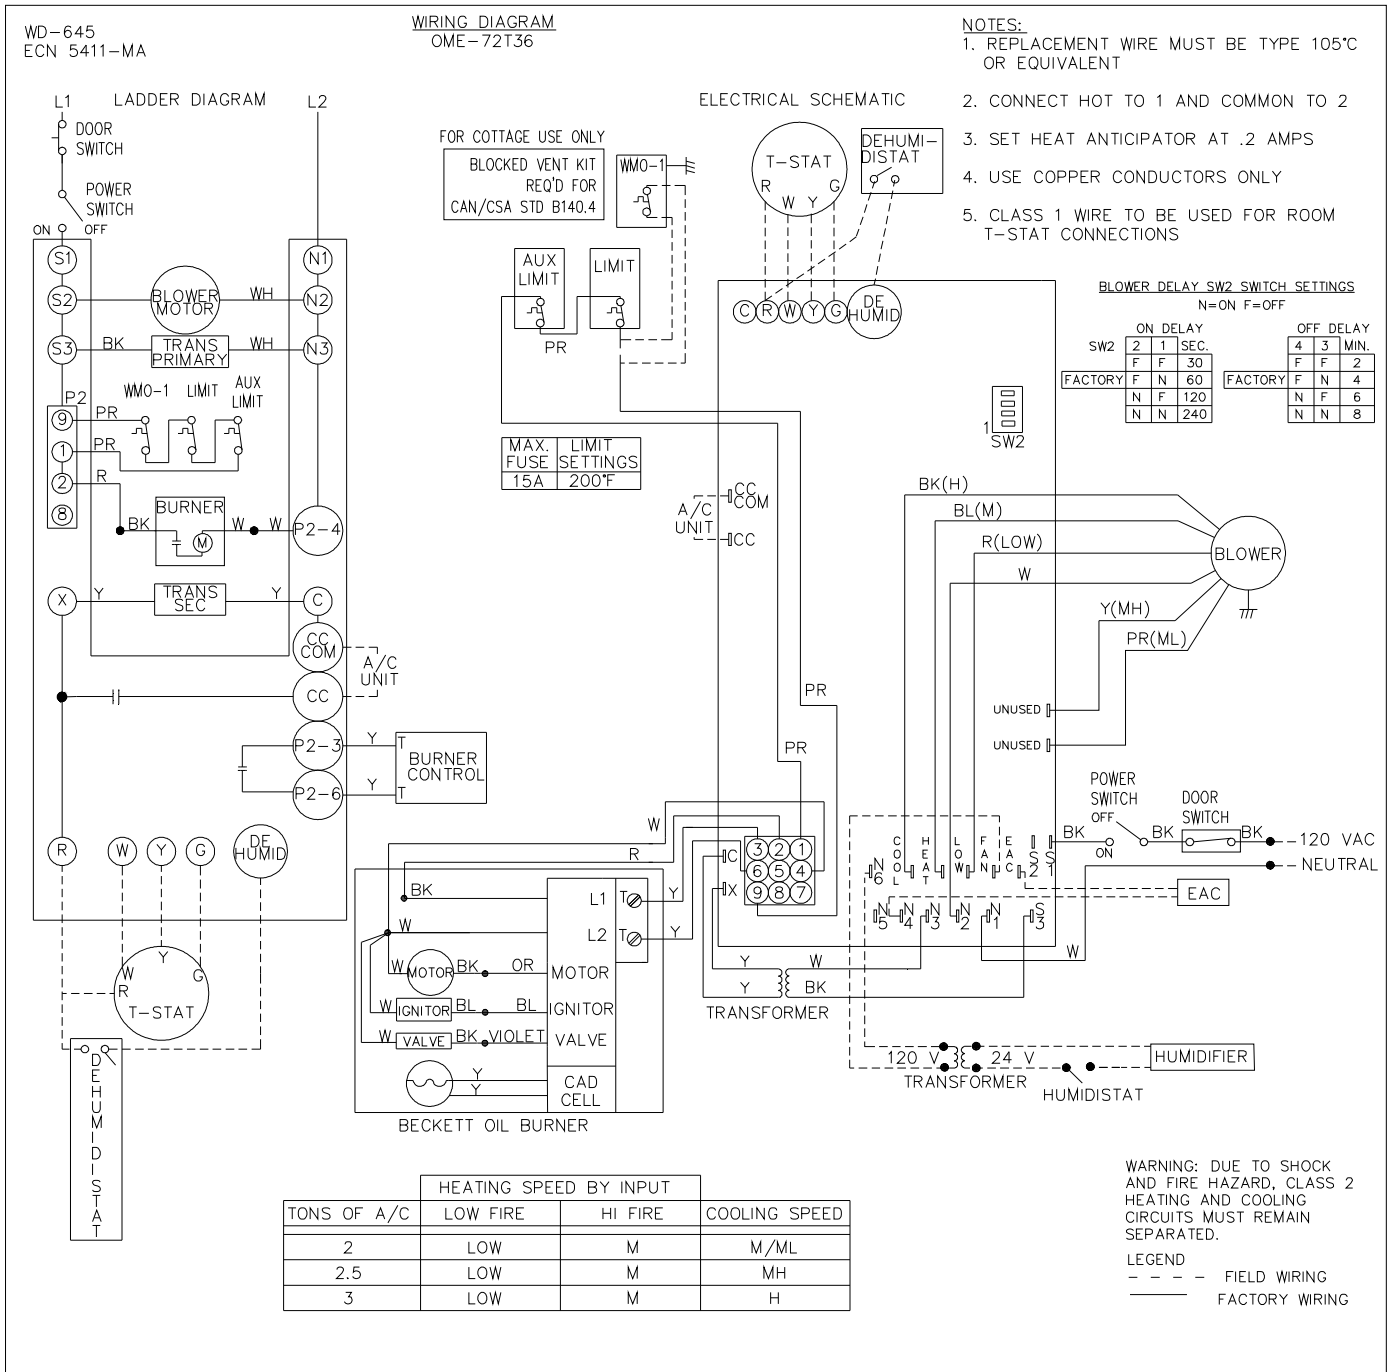 WD-645
ECN 5411-MA
WIRING DIAGRAM
OME-72T36
NOTES:
1. REPLACEMENT WIRE MUST BE TYPE 105°C
OR EQUIVALENT
2. CONNECT HOT TO 1 AND COMMON TO 2
3. SET HEAT ANTICIPATOR AT .2 AMPS
4. USE COPPER CONDUCTORS ONLY
5. CLASS 1 WIRE TO BE USED FOR ROOM
T-STAT CONNECTIONS
L1 LADDER DIAGRAM L2
DOOR
SWITCH
POWER
SWITCH
ON OFF
S1 N1
S2 BLOWER
MOTOR WH N2
S3 BK TRANS
PRIMARY WH N3
P2 WMO-1 LIMIT AUX
LIMIT
9 PR
1 PR
2 R
8
BURNER
BK M W W P2-4
X Y TRANS
SEC Y C
CC
COM
A/C
UNIT
CC
P2-3 Y T
BURNER
CONTROL
P2-6 Y T
R W Y G DE
HUMID
W Y G
R
T-STAT
DEHUMIDISTAT
ELECTRICAL SCHEMATIC
FOR COTTAGE USE ONLY
BLOCKED VENT KIT
REQ'D FOR
CAN/CSA STD B140.4
WMO-1
AUX
LIMIT
LIMIT
PR
T-STAT
R W Y G
DEHUMI-
DISTAT
C R W Y G DE
HUMID
MAX.
FUSE LIMIT
SETTINGS
15A 200°F
A/C
UNIT
CC
COM
CC
1
SW2
BLOWER DELAY SW2 SWITCH SETTINGS
N=ON F=OFF
ON DELAY OFF DELAY
SW2 2 1 SEC. 4 3 MIN.
F F 30 F F 2
FACTORY F N 60 FACTORY F N 4
N F 120 N F 6
N N 240 N N 8
BK(H)
BL(M)
R(LOW)
W
BLOWER
Y(MH)
PR(ML)
UNUSED
UNUSED
PR
PR
POWER
SWITCH
OFF
ON
DOOR
SWITCH
BK BK BK 120 VAC
NEUTRAL
EAC
W
R
C
X
3 2 1
6 5 4
9 8 7
N6 COOL HEAT LOW FAN EAC S2 S1
N5 N4 N3 N2 N1 S3
W
Y W
Y BK
TRANSFORMER
BK L1 T Y
W L2 T Y
W MOTOR BK OR MOTOR
W IGNITOR BL BL IGNITOR
W VALVE BK VIOLET VALVE
Y
Y
CAD
CELL
BECKETT OIL BURNER
120 V 24 V
TRANSFORMER
HUMIDISTAT
HUMIDIFIER
HEATING SPEED BY INPUT
TONS OF A/C LOW FIRE HI FIRE COOLING SPEED
2 LOW M M/ML
2.5 LOW M MH
3 LOW M H
WARNING: DUE TO SHOCK
AND FIRE HAZARD, CLASS 2
HEATING AND COOLING
CIRCUITS MUST REMAIN
SEPARATED.
LEGEND
FIELD WIRING
FACTORY WIRING